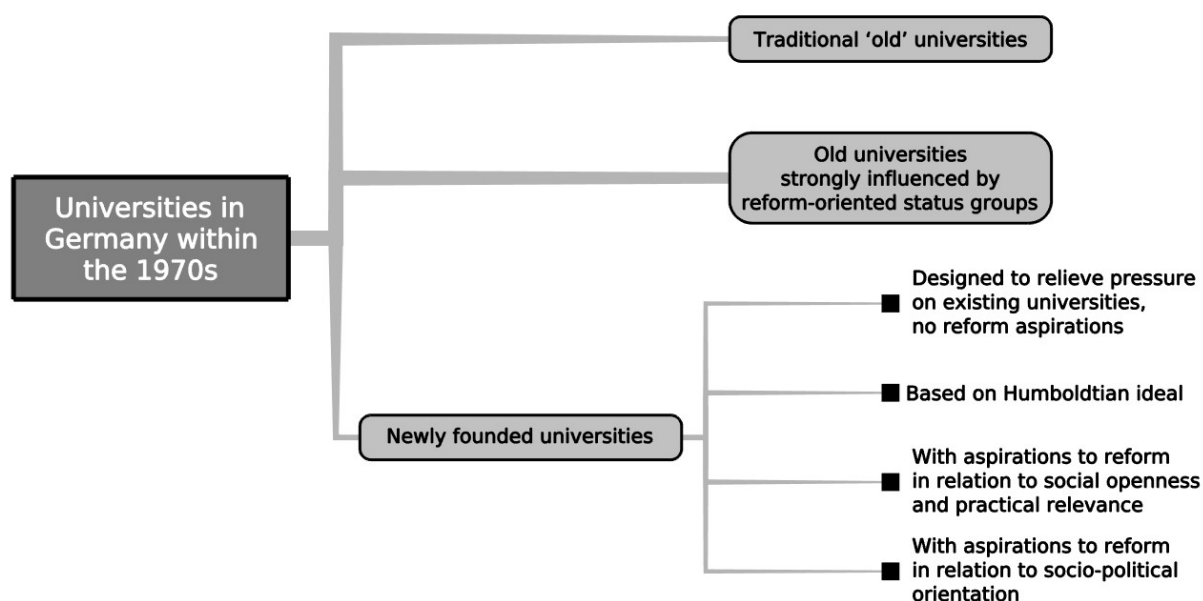 Universities in
Germany within
the 1970s
Traditional ‘old’ universities
Old universities
strongly influenced by
reform-oriented status groups
Newly founded universities
Designed to relieve pressure
on existing universities,
no reform aspirations
Based on Humboldtian ideal
With aspirations to reform
in relation to social openness
and practical relevance
With aspirations to reform
in relation to socio-political
orientation